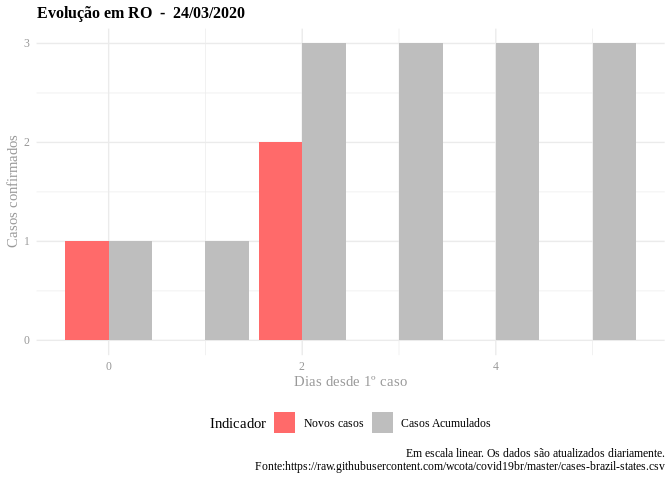 Evolução em RO  -  24/03/2020
Casos confirmados
3
2
1
0
0
2
4
Dias desde 1º caso
Indicador
Novos casos
Casos Acumulados
Em escala linear. Os dados são atualizados diariamente.
Fonte:https://raw.githubusercontent.com/wcota/covid19br/master/cases-brazil-states.csv